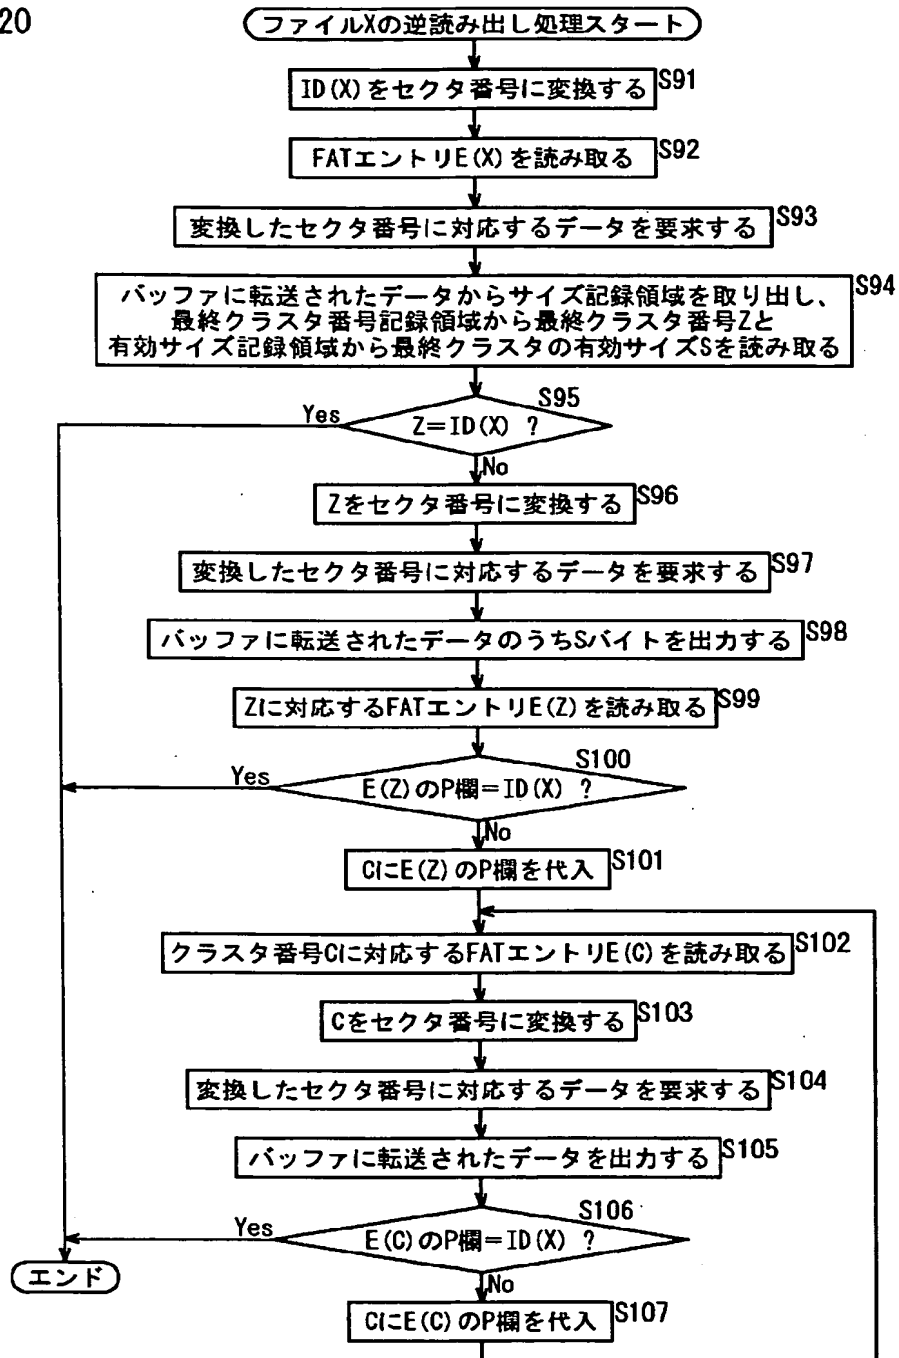 20
ファイルXの逆読み出し処理スタート
ID(X)をセクタ番号に変換する S91
FATエントリE(X)を読み取る S92
変換したセクタ番号に対応するデータを要求する S93
バッファに転送されたデータからサイズ記録領域を取り出し、 S94
最終クラスタ番号記録領域から最終クラスタ番号Zと
有効サイズ記録領域から最終クラスタの有効サイズSを読み取る
S95
Yes Z=ID(X) ?
No
Zをセクタ番号に変換する S96
変換したセクタ番号に対応するデータを要求する S97
バッファに転送されたデータのうちSバイトを出力する S98
Zに対応するFATエントリE(Z)を読み取る S99
S100
Yes E(Z)のP欄=ID(X) ?
No
CにE(Z)のP欄を代入 S101
クラスタ番号Cに対応するFATエントリE(C)を読み取る S102
Cをセクタ番号に変換する S103
変換したセクタ番号に対応するデータを要求する S104
バッファに転送されたデータを出力する S105
S106
Yes E(C)のP欄=ID(X) ?
エンド
No
CにE(C)のP欄を代入 S107